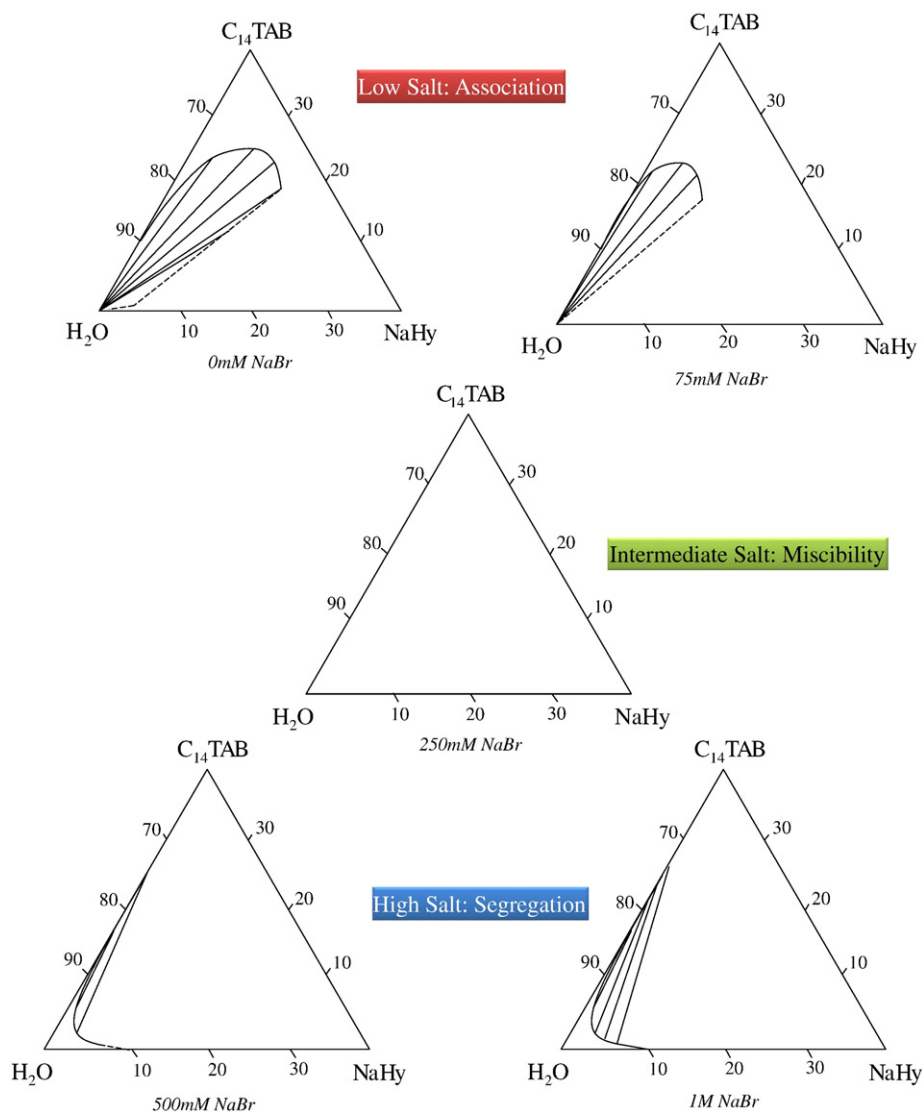 C₁₄TAB
C₁₄TAB
Low Salt: Association
70
30
70
30
80
20
80
20
90
10
90
10
H₂O
10
20
30
NaHy
0mM NaBr
H₂O
10
20
30
NaHy
75mM NaBr
C₁₄TAB
70
30
80
20
Intermediate Salt: Miscibility
90
10
H₂O
10
20
30
NaHy
250mM NaBr
C₁₄TAB
C₁₄TAB
70
30
70
30
80
20
High Salt: Segregation
80
20
90
10
90
10
H₂O
10
20
30
NaHy
500mM NaBr
H₂O
10
20
30
NaHy
1M NaBr